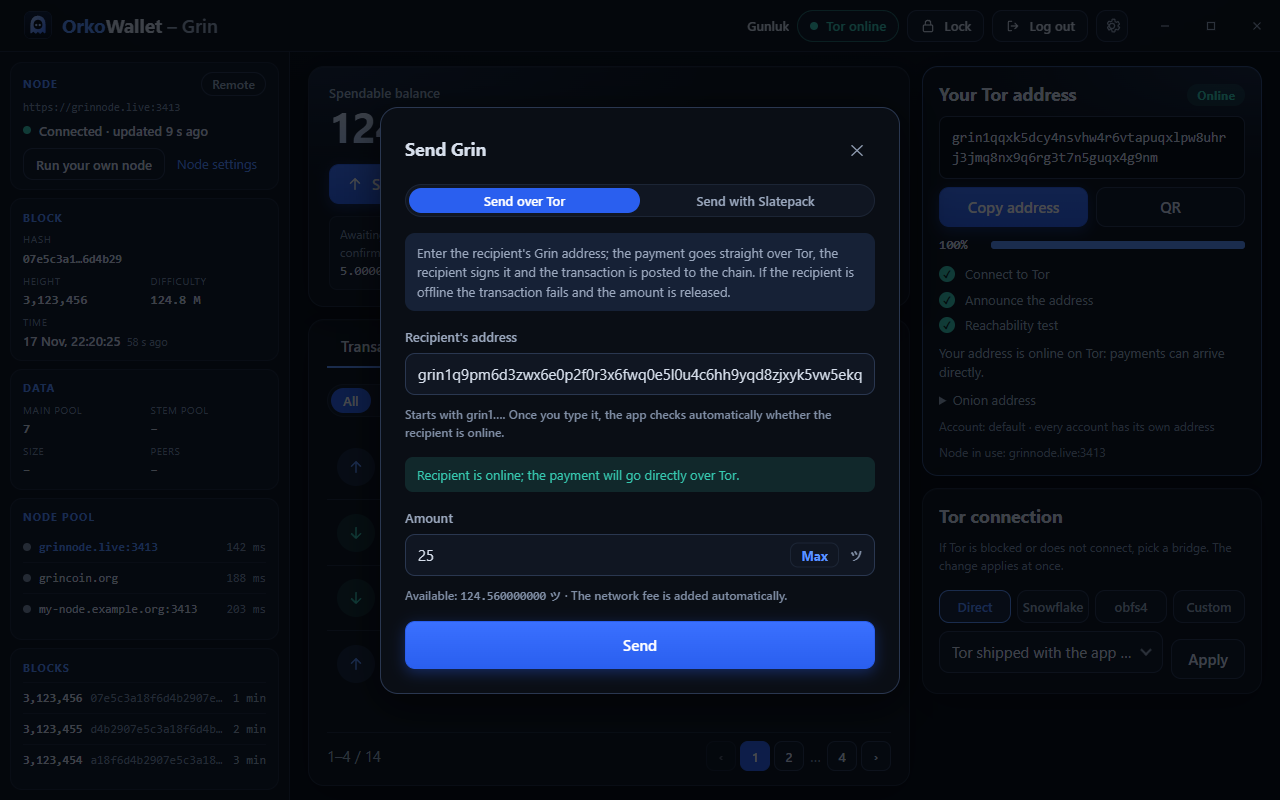 OrkoWallet – Grin
Gunluk
Tor online
Lock
Log out
NODE
Remote
https://grinnode.live:3413
Connected · updated 9 s ago
Run your own node
Node settings
BLOCK
HASH
07e5c3a1…6d4b29
HEIGHT
DIFFICULTY
3,123,456
124.8 M
TIME
17 Nov, 22:20:25 58 s ago
DATA
MAIN POOL
STEM POOL
7
–
SIZE
PEERS
–
–
NODE POOL
grinnode.live:3413 142 ms
grincoin.org 188 ms
my-node.example.org:3413 203 ms
BLOCKS
3,123,456 07e5c3a18f6d4b2907e… 1 min
3,123,455 d4b2907e5c3a18f6d4b… 2 min
3,123,454 a18f6d4b2907e5c3a18… 3 min
Spendable balance
All
1–4 / 14
‹ 1 2 … 4 ›
Send Grin
Send over Tor
Send with Slatepack
Enter the recipient's Grin address; the payment goes straight over Tor, the
recipient signs it and the transaction is posted to the chain. If the recipient is
offline the transaction fails and the amount is released.
Recipient's address
grin1q9pm6d3zwx6e0p2f0r3x6fwq0e5l0u4c6hh9yqd8zjxyk5vw5ekq
Starts with grin1…. Once you type it, the app checks automatically whether the
recipient is online.
Recipient is online; the payment will go directly over Tor.
Amount
25
Max
ツ
Available: 124.560000000 ツ · The network fee is added automatically.
Send
Your Tor address
Online
grin1qqxk5dcy4nsvhw4r6vtapuqxlpw8uhr
j3jmq8nx9q6rg3t7n5guqx4g9nm
Copy address
QR
100%
Connect to Tor
Announce the address
Reachability test
Your address is online on Tor: payments can arrive
directly.
Onion address
Account: default · every account has its own address
Node in use: grinnode.live:3413
Tor connection
If Tor is blocked or does not connect, pick a bridge. The
change applies at once.
Direct
Snowflake
obfs4
Custom
Tor shipped with the app …
Apply